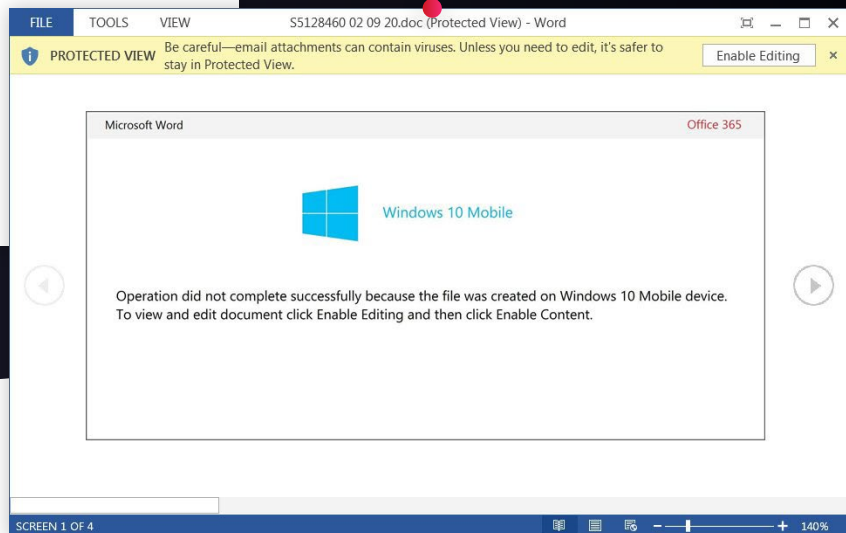 FILE TOOLS VIEW S5128460 02 09 20.doc (Protected View) - Word
PROTECTED VIEW Be careful—email attachments can contain viruses. Unless you need to edit, it's safer to
stay in Protected View.
Enable Editing
Microsoft Word Office 365
Windows 10 Mobile
Operation did not complete successfully because the file was created on Windows 10 Mobile device.
To view and edit document click Enable Editing and then click Enable Content.
SCREEN 1 OF 4 140%